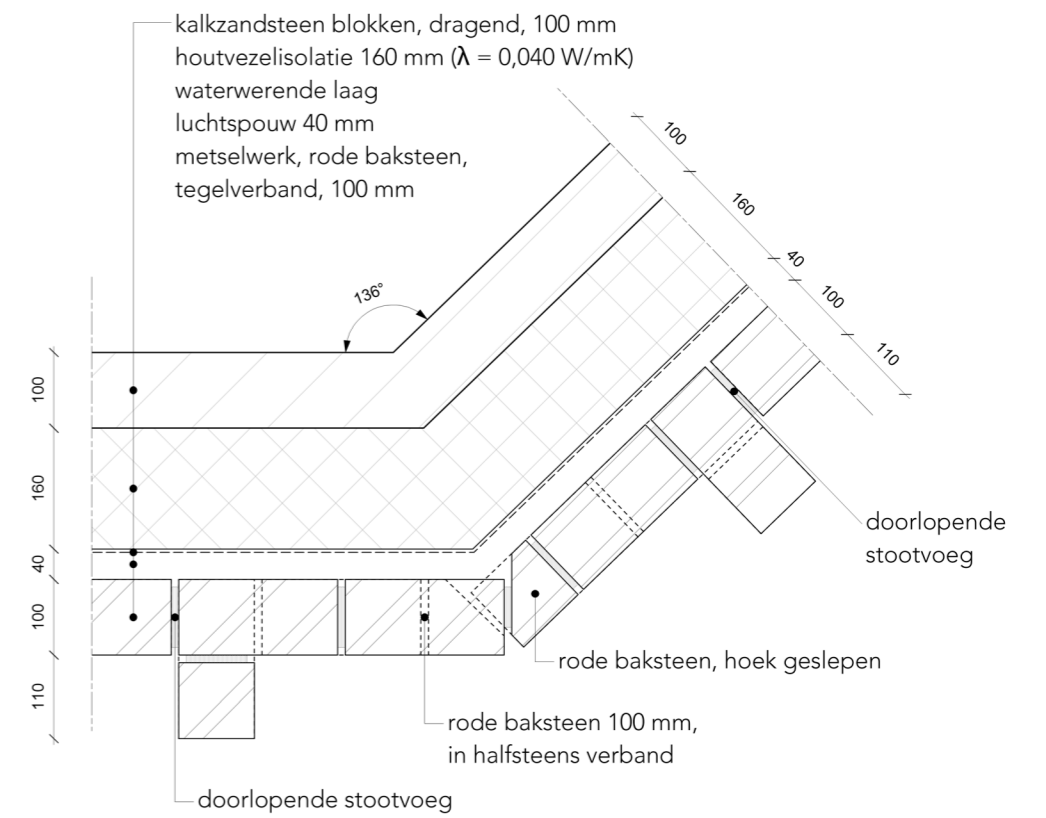 kalkzandsteen blokken, dragend, 100 mm
houtvezelisolatie 160 mm (λ = 0,040 W/mK)
waterwerende laag
luchtspouw 40 mm
metselwerk, rode baksteen,
tegelverband, 100 mm
100
160
40
100
110
136°
100
160
40
100
110
doorlopende
stootvoeg
rode baksteen, hoek geslepen
rode baksteen 100 mm,
in halfsteens verband
doorlopende stootvoeg